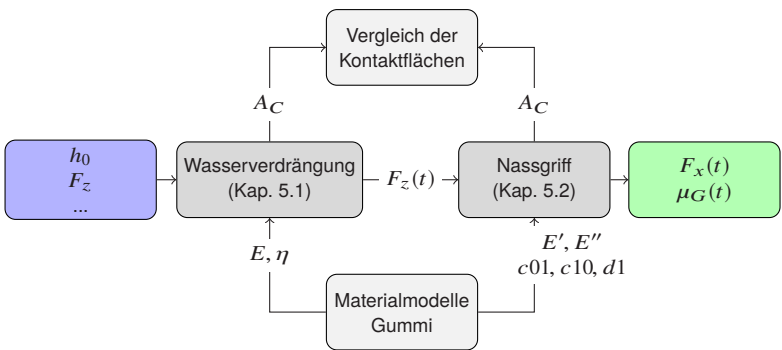 Vergleich der
Kontaktflächen
A_C
A_C
h_0
F_z
...
Wasserverdrängung
(Kap. 5.1)
F_z(t)
Nassgriff
(Kap. 5.2)
F_x(t)
μ_G(t)
E, η
E′, E″
c01, c10, d1
Materialmodelle
Gummi